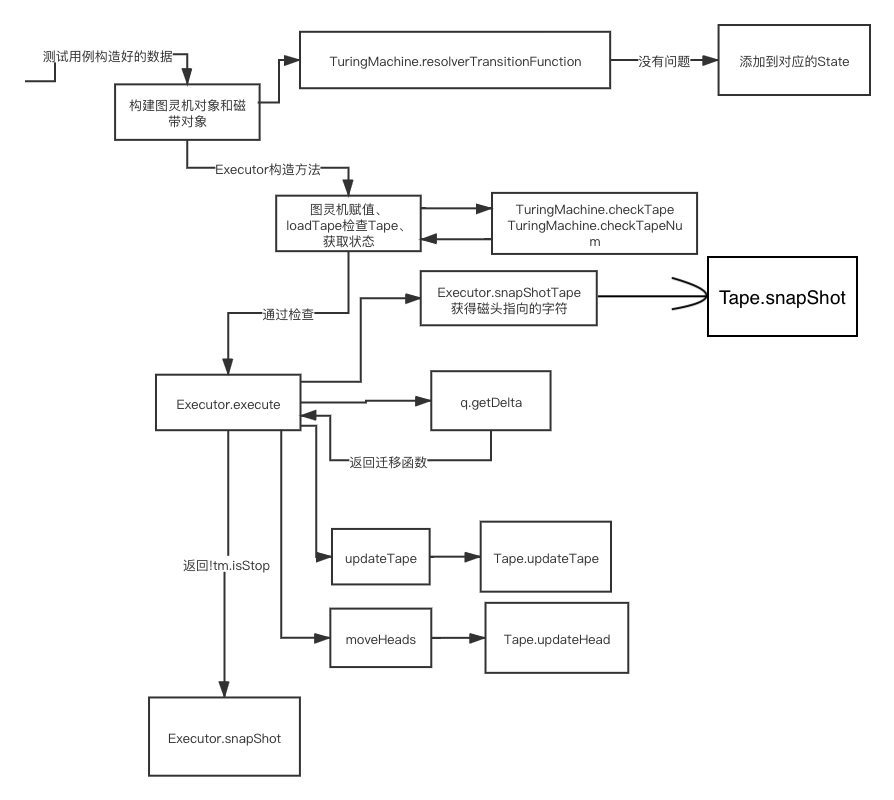 测试用例构造好的数据
TuringMachine.resolverTransitionFunction
没有问题
添加到对应的State
构建图灵机对象和磁
带对象
Executor构造方法
图灵机赋值、
loadTape检查Tape、
获取状态
TuringMachine.checkTape
TuringMachine.checkTapeNu
m
Executor.snapShotTape
获得磁头指向的字符
Tape.snapShot
通过检查
Executor.execute
q.getDelta
返回迁移函数
updateTape
Tape.updateTape
返回!tm.isStop
moveHeads
Tape.updateHead
Executor.snapShot